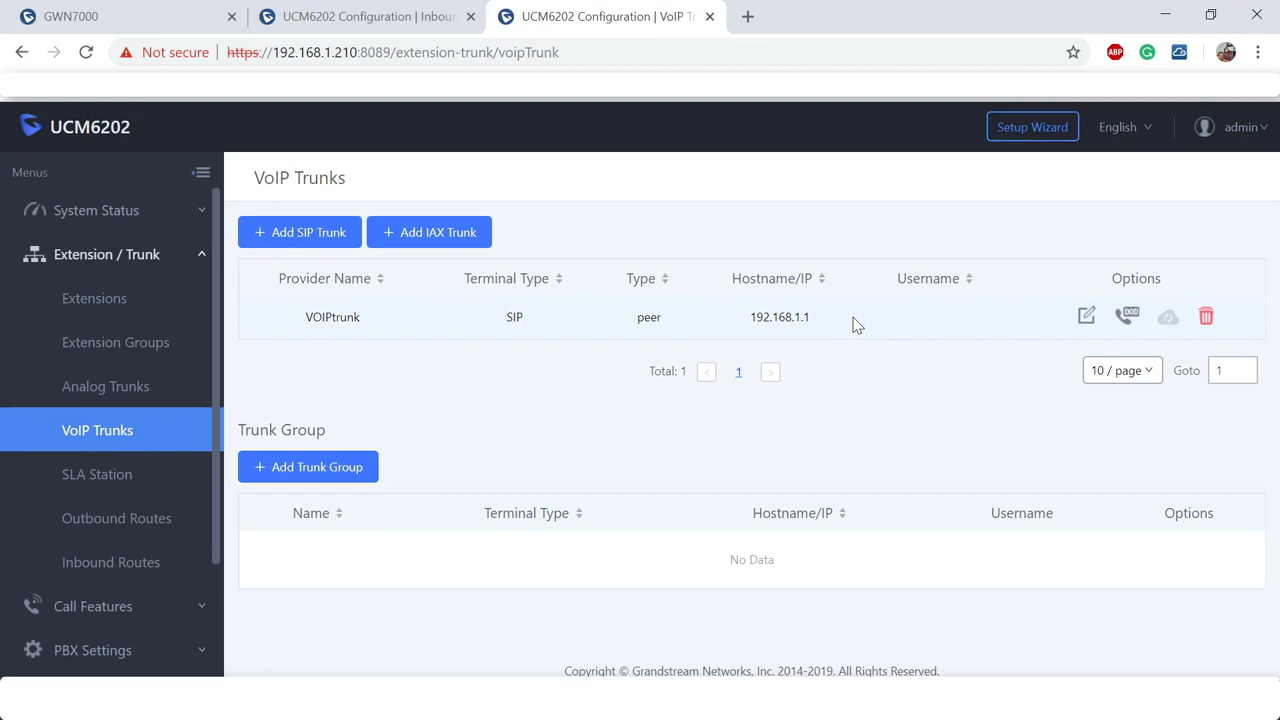 GWN7000
UCM6202 Configuration | Inboun
UCM6202 Configuration | VoIP Tr
Not secure
https://192.168.1.210:8089/extension-trunk/voipTrunk
ABP
UCM6202
Setup Wizard
English
admin
Menus
System Status
Extension / Trunk
Extensions
Extension Groups
Analog Trunks
VoIP Trunks
SLA Station
Outbound Routes
Inbound Routes
Call Features
PBX Settings
VoIP Trunks
+ Add SIP Trunk
+ Add IAX Trunk
Provider Name Terminal Type Type Hostname/IP Username Options
VOIPtrunk SIP peer 192.168.1.1 DOD
Total: 1 < 1 > 10 / page Goto 1
Trunk Group
+ Add Trunk Group
Name Terminal Type Hostname/IP Username Options
No Data
Copyright © Grandstream Networks, Inc. 2014-2019. All Rights Reserved.